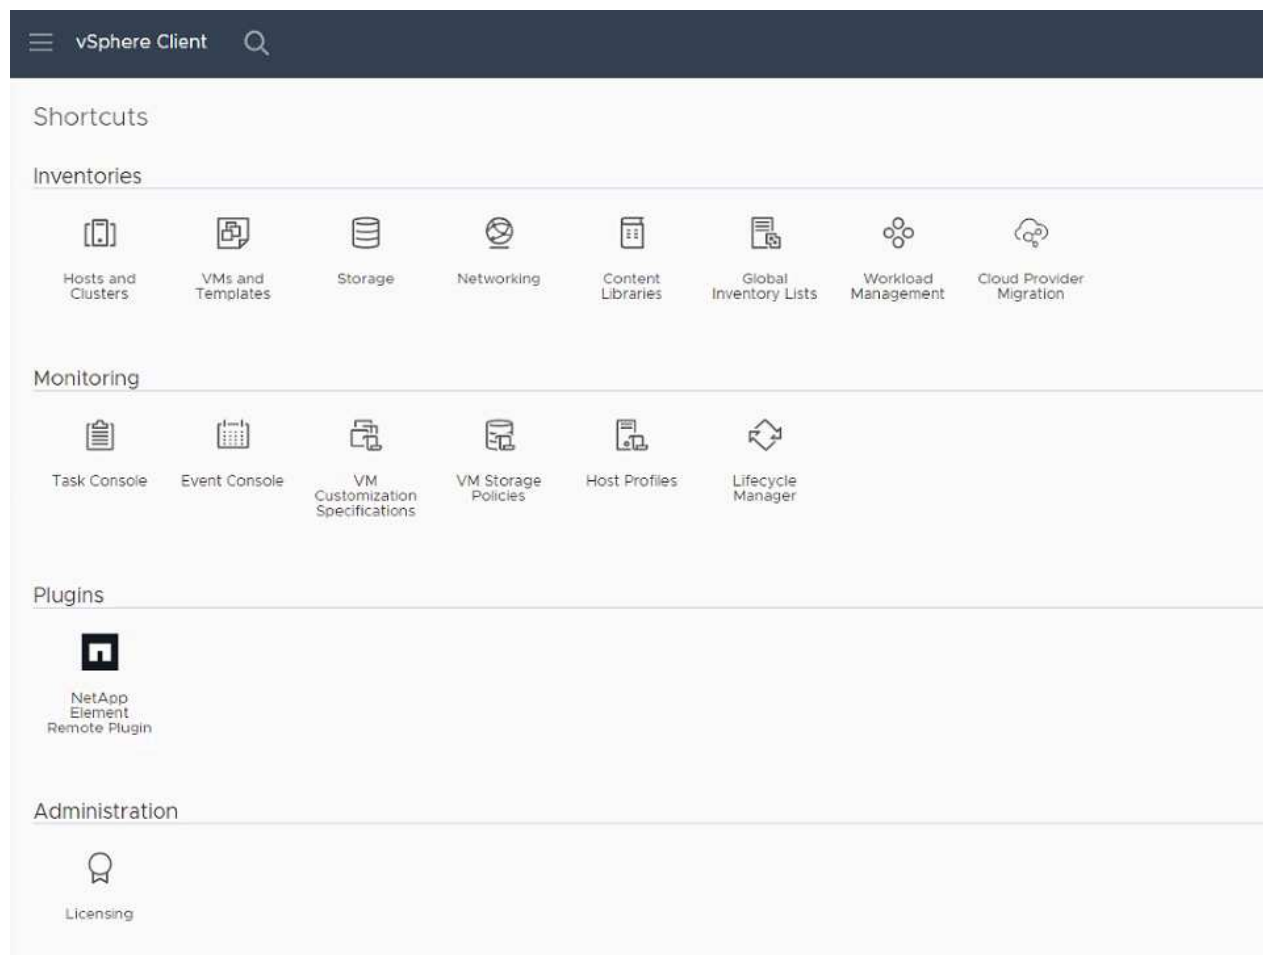 vSphere Client
Shortcuts
Inventories
Hosts and
Clusters
VMs and
Templates
Storage
Networking
Content
Libraries
Global
Inventory Lists
Workload
Management
Cloud Provider
Migration
Monitoring
Task Console
Event Console
VM
Customization
Specifications
VM Storage
Policies
Host Profiles
Lifecycle
Manager
Plugins
NetApp
Element
Remote Plugin
Administration
Licensing